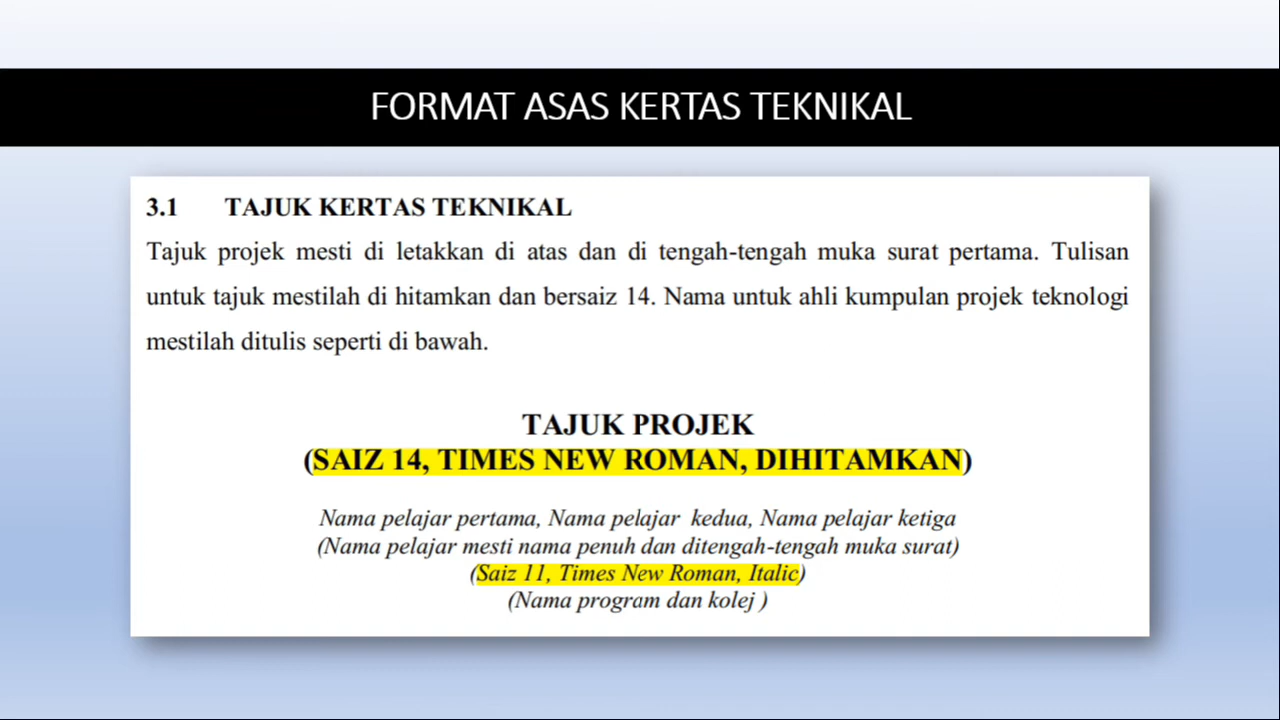 FORMAT ASAS KERTAS TEKNIKAL
3.1 TAJUK KERTAS TEKNIKAL
Tajuk projek mesti di letakkan di atas dan di tengah-tengah muka surat pertama. Tulisan
untuk tajuk mestilah di hitamkan dan bersaiz 14. Nama untuk ahli kumpulan projek teknologi
mestilah ditulis seperti di bawah.
TAJUK PROJEK
(SAIZ 14, TIMES NEW ROMAN, DIHITAMKAN)
Nama pelajar pertama, Nama pelajar kedua, Nama pelajar ketiga
(Nama pelajar mesti nama penuh dan ditengah-tengah muka surat)
(Saiz 11, Times New Roman, Italic)
(Nama program dan kolej )